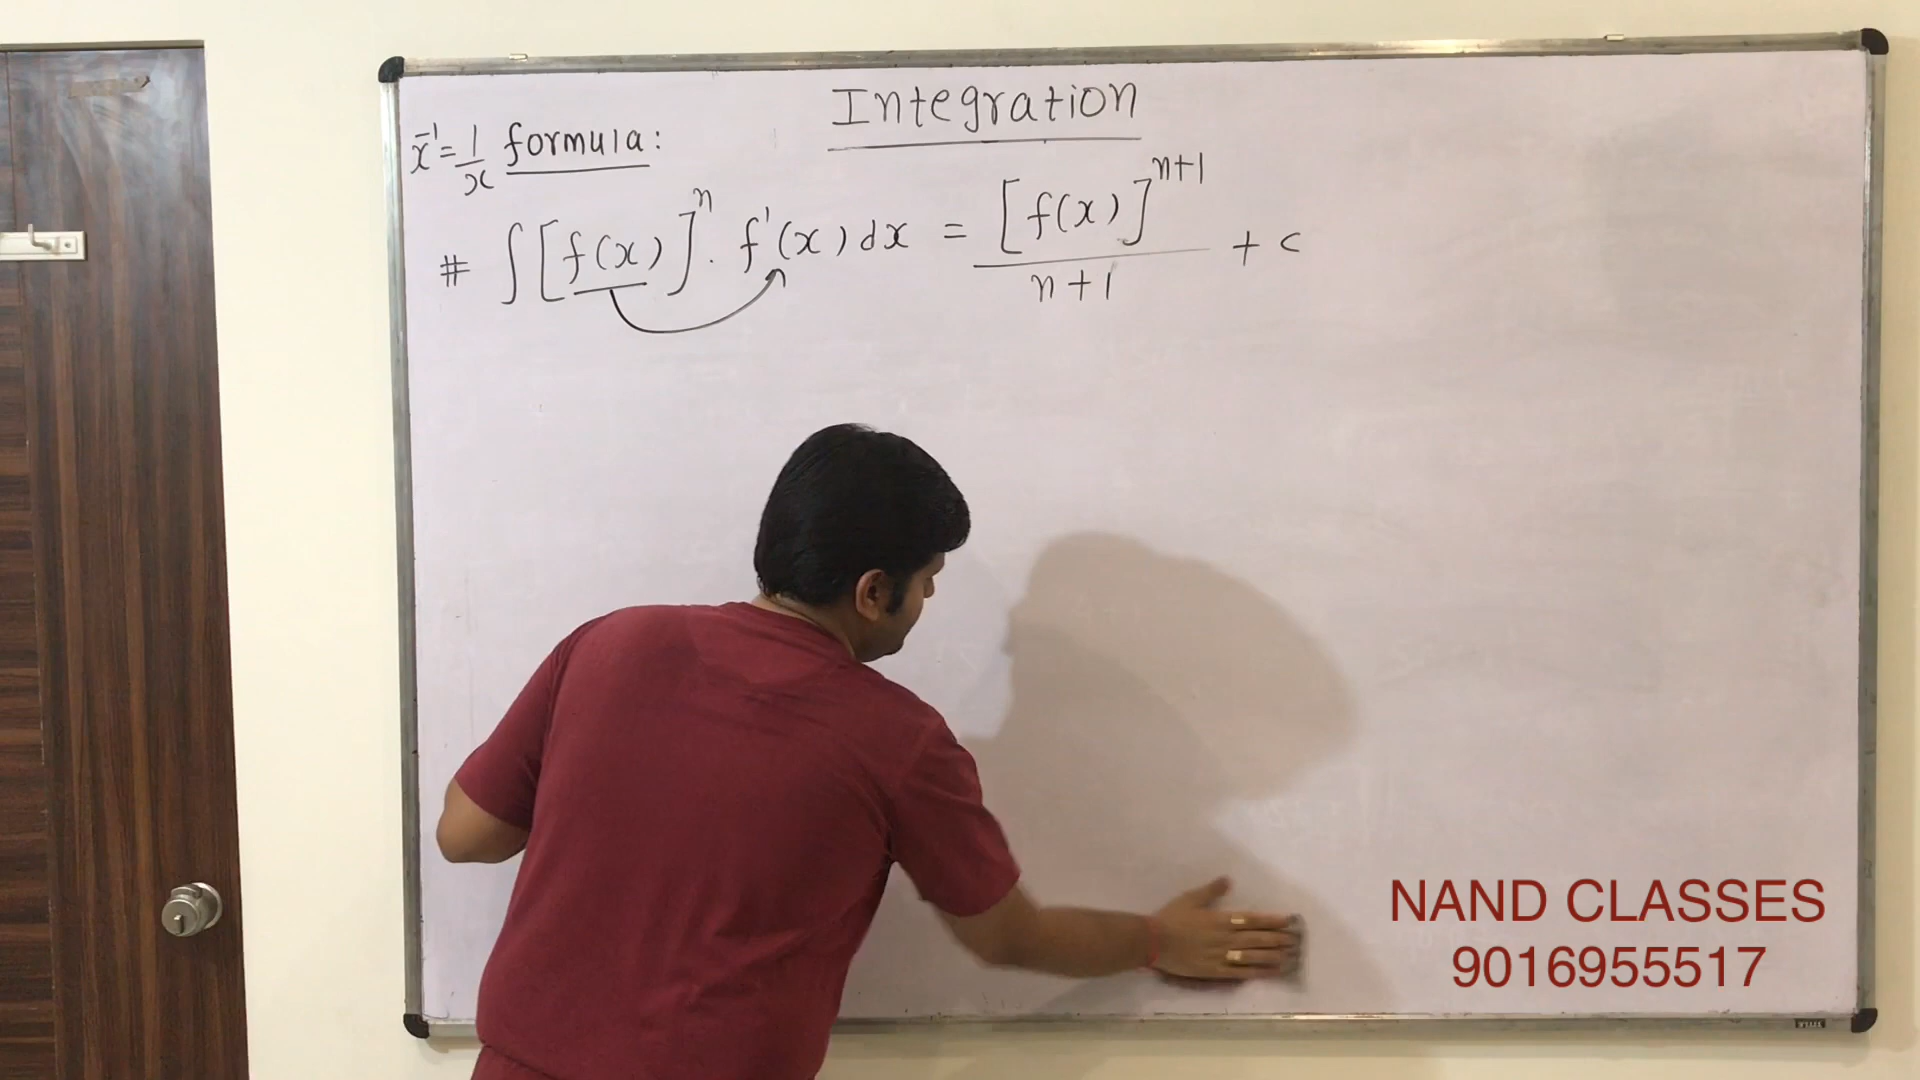 Integration
x⁻¹ = 1/x formula:
# ∫ [f(x)]ⁿ . f'(x) dx = [f(x)]ⁿ⁺¹ / n+1 + c
NAND CLASSES
9016955517